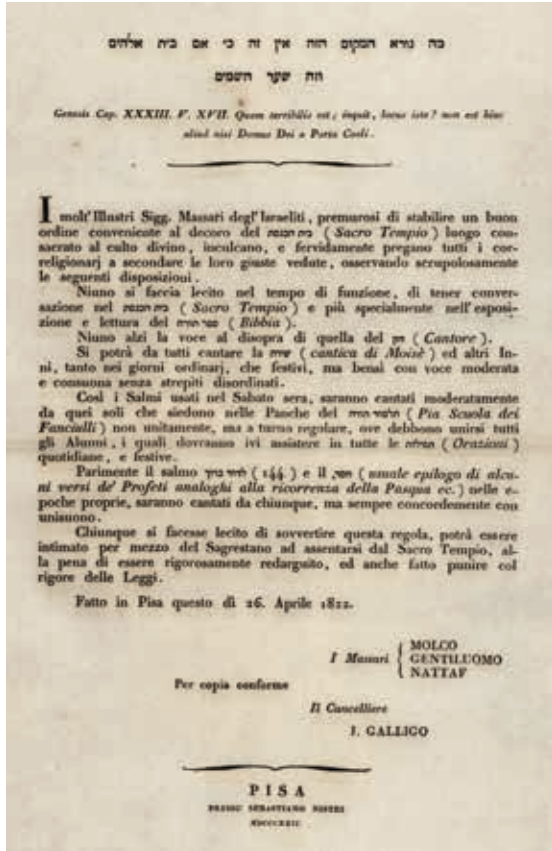 מה נורא המקום הזה אין זה כי אם בית אלהים
וזה שער השמים
Genesis Cap. XXXIII. V. XVII. Quam terribilis est; inquit, locus iste? non est hinc
aliud nisi Domus Dei e Porta Coeli.
I molt' Illustri Sigg. Massari degl' Israeliti, premurosi di stabilire un buon
ordine conveniente al decoro del בית הכנסת ( Sacro Tempio ) luogo con-
sacrato al culto divino, inculcano, e fervidamente pregano tutti i cor-
religionarj a secondare le loro giuste vedute, osservando scrupolosamente
le seguenti disposizioni.
Niuno si faccia lecito nel tempo di funzione, di tener conver-
sazione nel בית הכנסת ( Sacro Tempio ) e più specialmente nell' esposi-
zione e lettura del ספר תורה ( Bibbia ).
Niuno alzi la voce al disopra di quella del חזן ( Cantore ).
Si potrà da tutti cantare la שירה ( cantica di Moisè ) ed altri In-
ni, tanto nei giorni ordinarj, che festivi, ma bensì con voce moderata
e consuona senza strepiti disordinati.
Così i Salmi usati nel Sabato sera, saranno cantati moderatamente
da quei soli che siedono nelle Panche del תלמוד תורה ( Pia Scuola dei
Fanciulli ) non unitamente, ma a turno regolare, ove debbono unirsi tutti
gli Alunni, i quali dovranno ivi assistere in tutte le תפלות ( Orazioni )
quotidiane, e festive.
Parimente il salmo לדוד ברוך ( 144 ) e il ( usuale epilogo di alcu-
ni versi de' Profeti analoghi alla ricorrenza della Pasqua ec. ) nelle e-
poche proprie, saranno cantati da chiunque, ma sempre concordemente con
unisuono.
Chiunque si facesse lecito di sovvertire questa regola, potrà essere
intimato per mezzo del Sagrestano ad assentarsi dal Sacro Tempio, al-
la pena di essere rigorosamente redarguito, ed anche fatto punire col
rigore delle Leggi.
Fatto in Pisa questo dì 26. Aprile 1822.
MOLCO
I Massari GENTILUOMO
NATTAF
Per copia conforme
Il Cancelliere
J. GALLIGO
PISA
PRESSO SEBASTIANO NISTRI
MDCCCXXII.